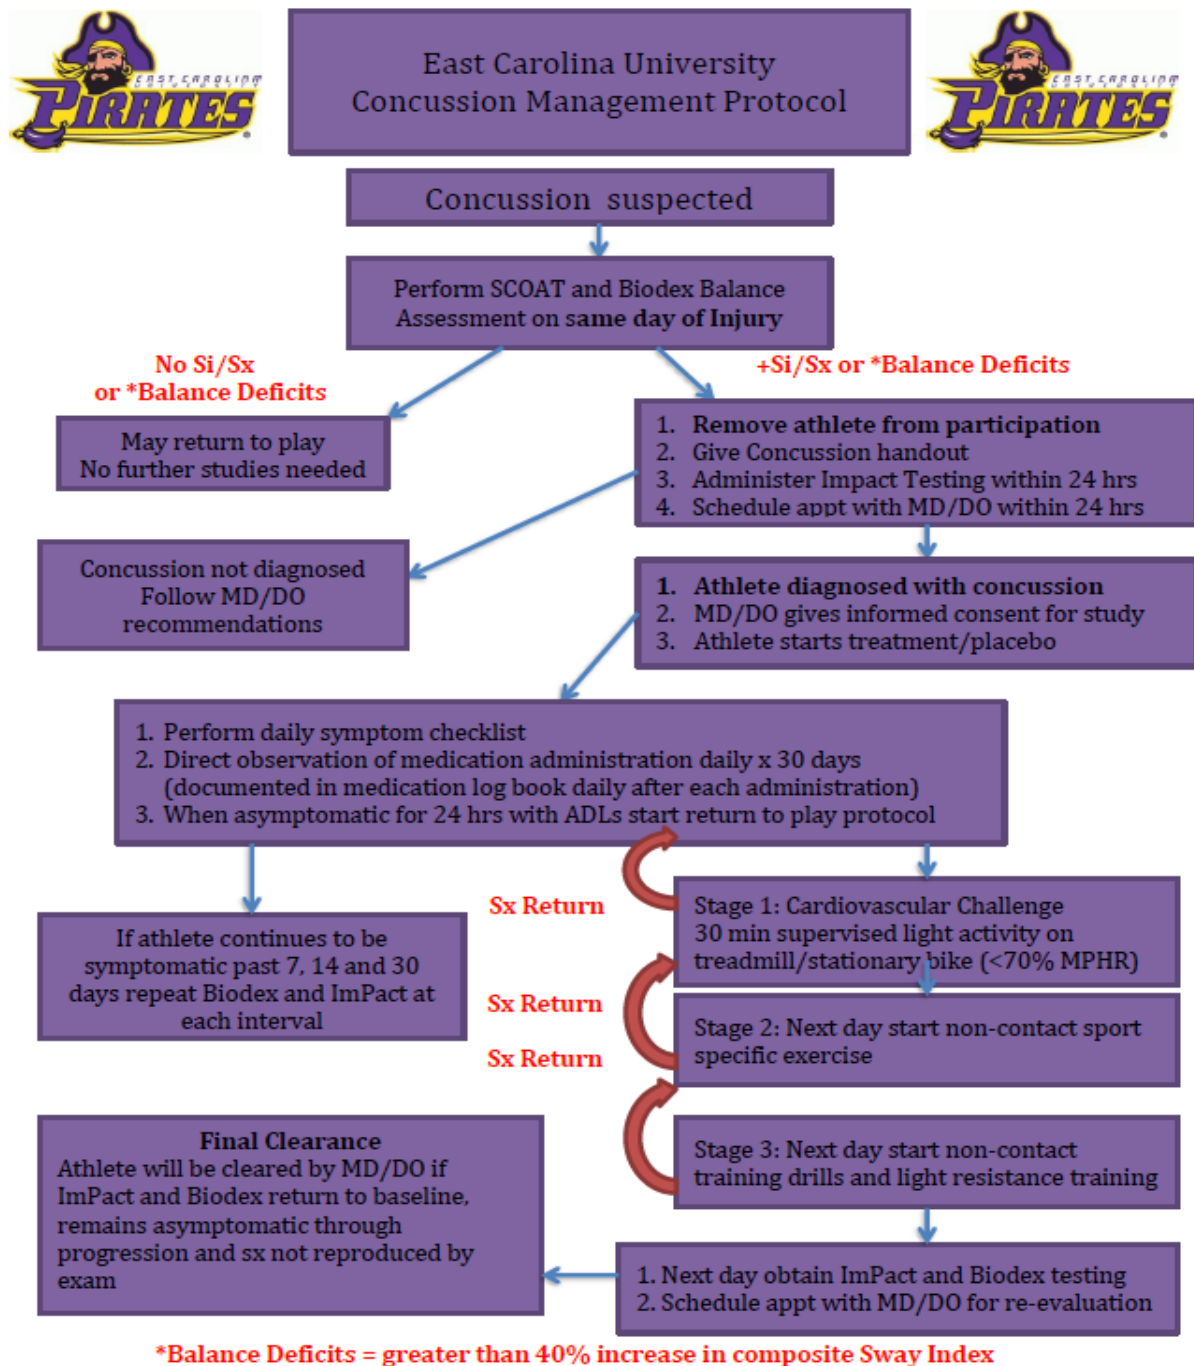 EAST CAROLINA
UNIVERSITY
PIRATES
East Carolina University
Concussion Management Protocol
EAST CAROLINA
UNIVERSITY
PIRATES
Concussion suspected
Perform SCOAT and Biodex Balance
Assessment on same day of Injury
No Si/Sx
or *Balance Deficits
+Si/Sx or *Balance Deficits
May return to play
No further studies needed
1. Remove athlete from participation
2. Give Concussion handout
3. Administer Impact Testing within 24 hrs
4. Schedule appt with MD/DO within 24 hrs
Concussion not diagnosed
Follow MD/DO
recommendations
1. Athlete diagnosed with concussion
2. MD/DO gives informed consent for study
3. Athlete starts treatment/placebo
1. Perform daily symptom checklist
2. Direct observation of medication administration daily x 30 days
(documented in medication log book daily after each administration)
3. When asymptomatic for 24 hrs with ADLs start return to play protocol
Sx Return
Stage 1: Cardiovascular Challenge
30 min supervised light activity on
treadmill/stationary bike (<70% MPHR)
If athlete continues to be
symptomatic past 7, 14 and 30
days repeat Biodex and ImPact at
each interval
Sx Return
Sx Return
Stage 2: Next day start non-contact sport
specific exercise
Stage 3: Next day start non-contact
training drills and light resistance training
Final Clearance
Athlete will be cleared by MD/DO if
ImPact and Biodex return to baseline,
remains asymptomatic through
progression and sx not reproduced by
exam
1. Next day obtain ImPact and Biodex testing
2. Schedule appt with MD/DO for re-evaluation
*Balance Deficits = greater than 40% increase in composite Sway Index